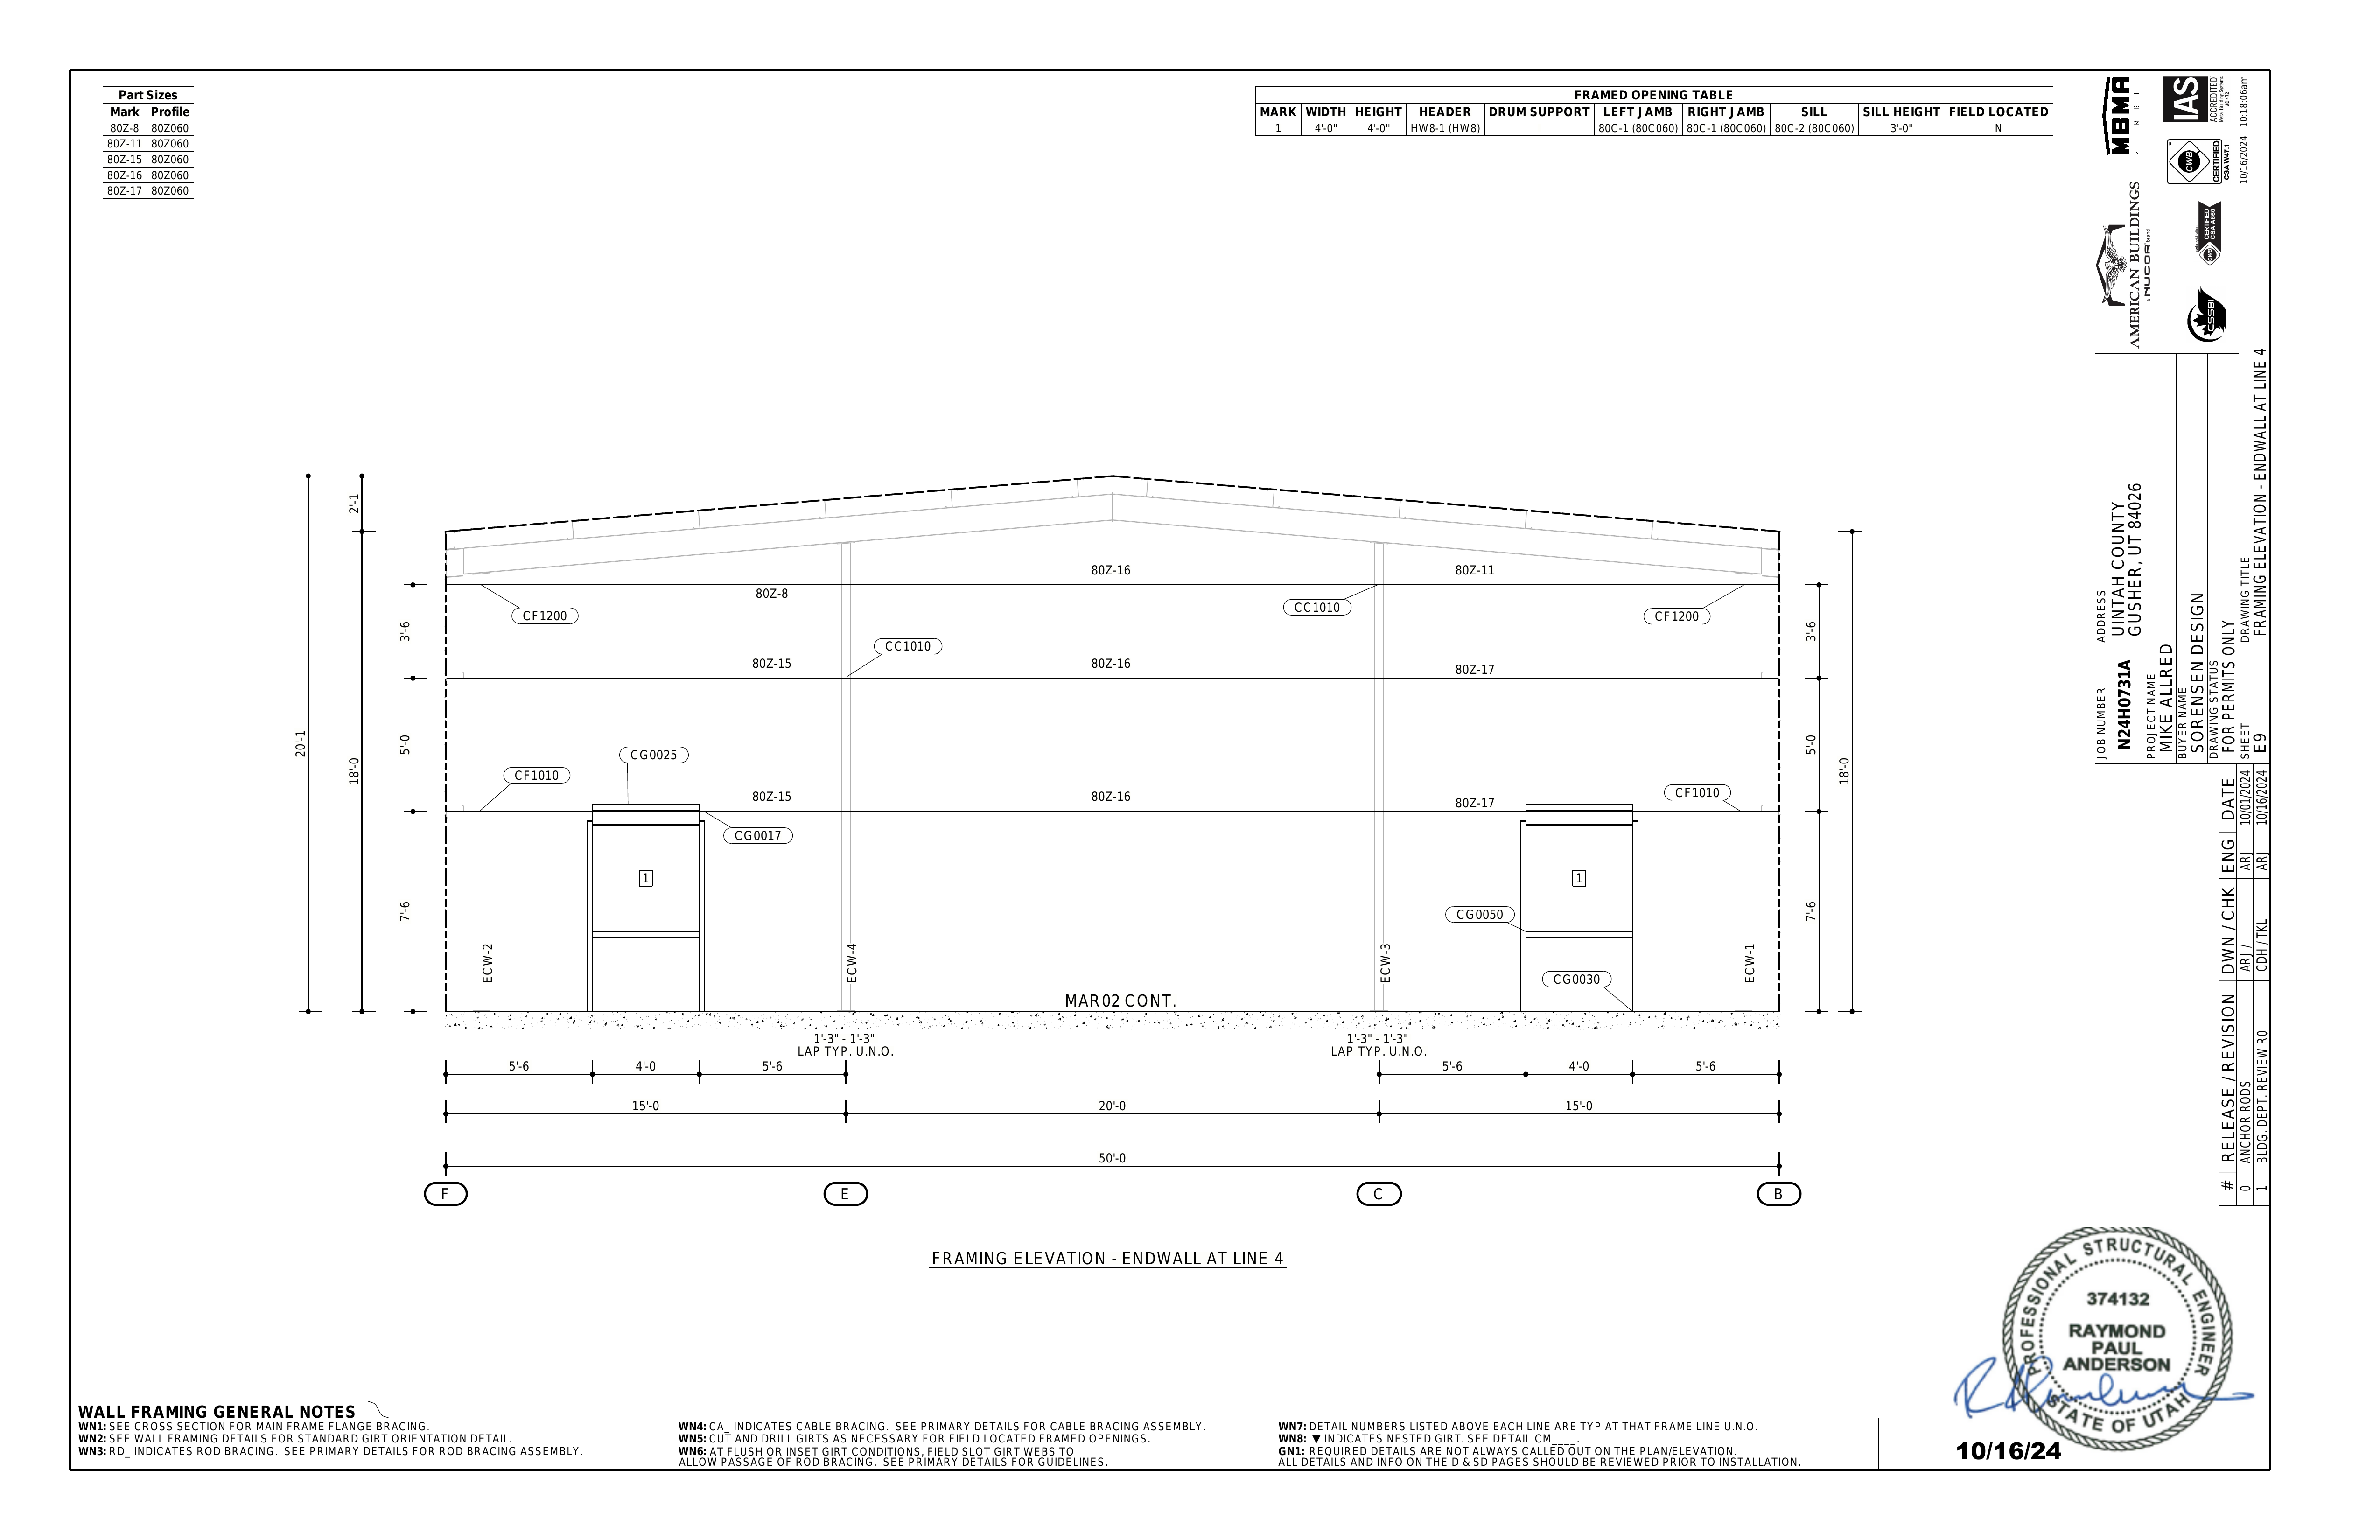 Part Sizes
Mark Profile
80Z-8 80Z060
80Z-11 80Z060
80Z-15 80Z060
80Z-16 80Z060
80Z-17 80Z060
FRAMED OPENING TABLE
MARK WIDTH HEIGHT HEADER DRUM SUPPORT LEFT JAMB RIGHT JAMB SILL SILL HEIGHT FIELD LOCATED
1 4'-0" 4'-0" HW8-1 (HW8) 80C-1 (80C060) 80C-1 (80C060) 80C-2 (80C060) 3'-0" N
2'-1
20'-1
18'-0
3'-6
5'-0
7'-6
80Z-16
80Z-11
80Z-8
CF1200
CC1010
CF1200
CC1010
80Z-15
80Z-16
80Z-17
CG0025
CF1010
80Z-15
80Z-16
80Z-17
CF1010
CG0017
1
1
CG0050
CG0030
ECW-2
ECW-4
ECW-3
ECW-1
MAR02 CONT.
3'-6
5'-0
7'-6
18'-0
1'-3" - 1'-3"
LAP TYP. U.N.O.
1'-3" - 1'-3"
LAP TYP. U.N.O.
5'-6 4'-0 5'-6 5'-6 4'-0 5'-6
15'-0 20'-0 15'-0
50'-0
F E C B
FRAMING ELEVATION - ENDWALL AT LINE 4
WALL FRAMING GENERAL NOTES
WN1: SEE CROSS SECTION FOR MAIN FRAME FLANGE BRACING.
WN2: SEE WALL FRAMING DETAILS FOR STANDARD GIRT ORIENTATION DETAIL.
WN3: RD_ INDICATES ROD BRACING. SEE PRIMARY DETAILS FOR ROD BRACING ASSEMBLY.
WN4: CA_ INDICATES CABLE BRACING. SEE PRIMARY DETAILS FOR CABLE BRACING ASSEMBLY.
WN5: CUT AND DRILL GIRTS AS NECESSARY FOR FIELD LOCATED FRAMED OPENINGS.
WN6: AT FLUSH OR INSET GIRT CONDITIONS, FIELD SLOT GIRT WEBS TO
ALLOW PASSAGE OF ROD BRACING. SEE PRIMARY DETAILS FOR GUIDELINES.
WN7: DETAIL NUMBERS LISTED ABOVE EACH LINE ARE TYP AT THAT FRAME LINE U.N.O.
WN8: ▼ INDICATES NESTED GIRT. SEE DETAIL CM____.
GN1: REQUIRED DETAILS ARE NOT ALWAYS CALLED OUT ON THE PLAN/ELEVATION.
ALL DETAILS AND INFO ON THE D & SD PAGES SHOULD BE REVIEWED PRIOR TO INSTALLATION.
MBMA
MEMBER
IAS
ACCREDITED
AMERICAN BUILDINGS
A NUCOR brand
CWB
CERTIFIED
CSA W47.1
CERTIFIED
CSA A660
CSSBI
10/16/2024 10:18:06am
JOB NUMBER
N24H0731A
ADDRESS
UINTAH COUNTY
GUSHER, UT 84026
PROJECT NAME
MIKE ALLRED
BUYER NAME
SORENSEN DESIGN
DRAWING STATUS
FOR PERMITS ONLY
SHEET
E9
DRAWING TITLE
FRAMING ELEVATION - ENDWALL AT LINE 4
# RELEASE / REVISION DWN / CHK ENG DATE
0 ANCHOR RODS ARJ / ARJ 10/01/2024
1 BLDG. DEPT. REVIEW R0 CDH / TKL ARJ 10/16/2024
PROFESSIONAL STRUCTURAL ENGINEER
374132
RAYMOND
PAUL
ANDERSON
STATE OF UTAH
10/16/24